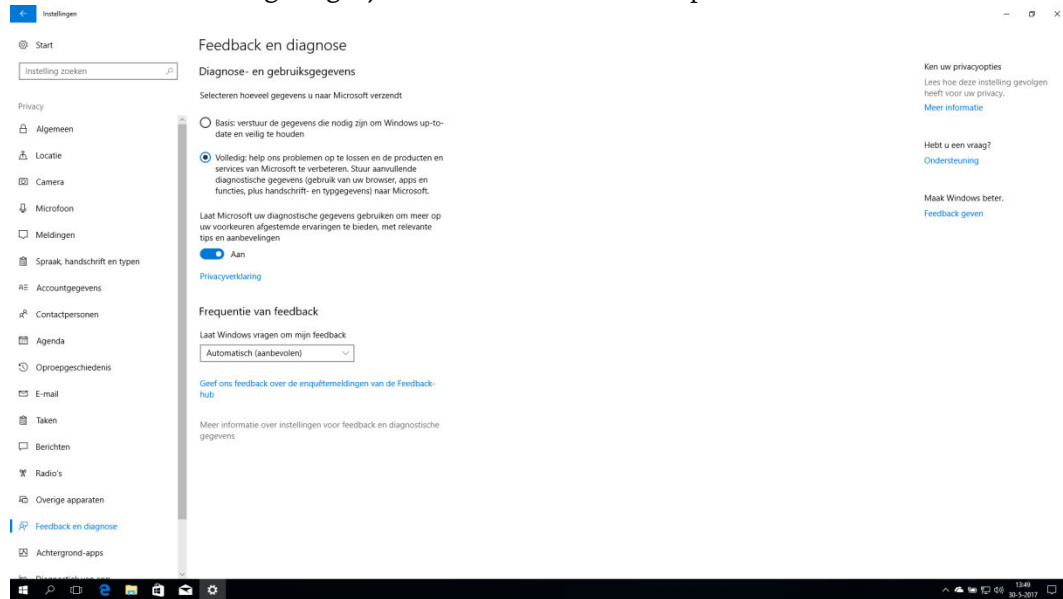 Instellingen
Start
Instelling zoeken
Privacy
Algemeen
Locatie
Camera
Microfoon
Meldingen
Spraak, handschrift en typen
Accountgegevens
Contactpersonen
Agenda
Oproepgeschiedenis
E-mail
Taken
Berichten
Radio's
Overige apparaten
Feedback en diagnose
Achtergrond-apps
Feedback en diagnose
Diagnose- en gebruiksgegevens
Selecteren hoeveel gegevens u naar Microsoft verzendt
Basis: verstuur de gegevens die nodig zijn om Windows up-to-
date en veilig te houden
Volledig: help ons problemen op te lossen en de producten en
services van Microsoft te verbeteren. Stuur aanvullende
diagnostische gegevens (gebruik van uw browser, apps en
functies, plus handschrift- en typgegevens) naar Microsoft.
Laat Microsoft uw diagnostische gegevens gebruiken om meer op
uw voorkeuren afgestemde ervaringen te bieden, met relevante
tips en aanbevelingen
Aan
Privacyverklaring
Frequentie van feedback
Laat Windows vragen om mijn feedback
Automatisch (aanbevolen)
Geef ons feedback over de enquêtemeldingen van de Feedback-
hub
Meer informatie over instellingen voor feedback en diagnostische
gegevens
Ken uw privacyopties
Lees hoe deze instelling gevolgen
heeft voor uw privacy.
Meer informatie
Hebt u een vraag?
Ondersteuning
Maak Windows beter.
Feedback geven
13:49
30-5-2017